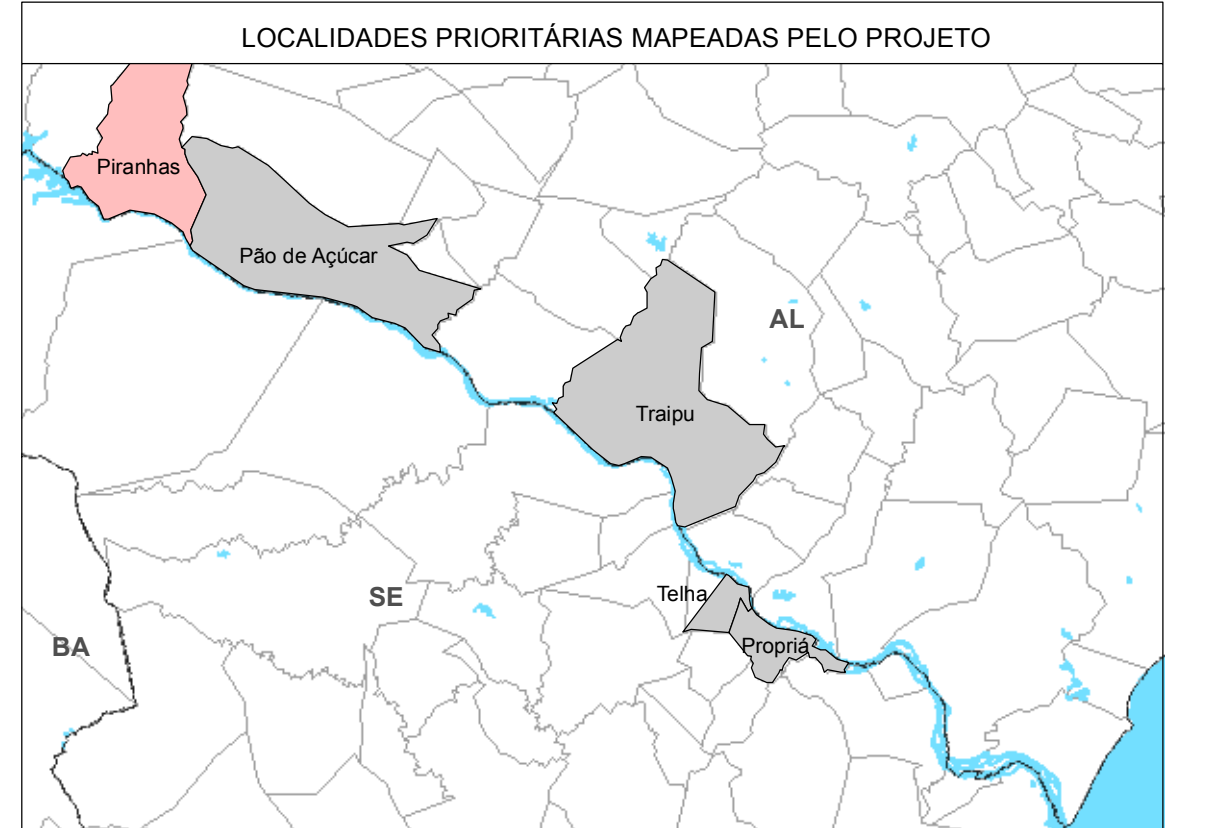 LOCALIDADES PRIORITÁRIAS MAPEADAS PELO PROJETO
Piranhas
Pão de Açúcar
AL
Traipu
Telha
SE
Propriá
BA